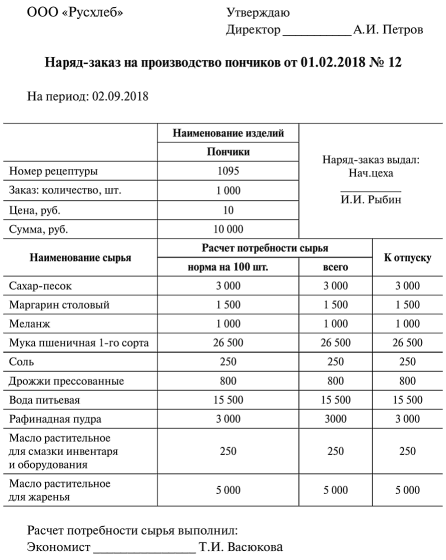 ООО «Русхлеб»
Утверждаю
Директор ____________ А.И. Петров
Наряд-заказ на производство пончиков от 01.02.2018 № 12
На период: 02.09.2018
Наименование изделий
Наряд-заказ выдал:
Нач.цеха
____________
И.И. Рыбин
Пончики
Номер рецептуры 1095
Заказ: количество, шт. 1 000
Цена, руб. 10
Сумма, руб. 10 000
Наименование сырья Расчет потребности сырья К отпуску
норма на 100 шт. всего
Сахар-песок 3 000 3 000 3 000
Маргарин столовый 1 500 1 500 1 500
Меланж 1 000 1 000 1 000
Мука пшеничная 1-го сорта 26 500 26 500 26 500
Соль 250 250 250
Дрожжи прессованные 800 800 800
Вода питьевая 15 500 15 500 15 500
Рафинадная пудра 3 000 3000 3 000
Масло растительное
для смазки инвентаря 250 250 250
и оборудования
Масло растительное
для жаренья 5 000 5 000 5 000
Расчет потребности сырья выполнил:
Экономист ________________ Т.И. Васюкова